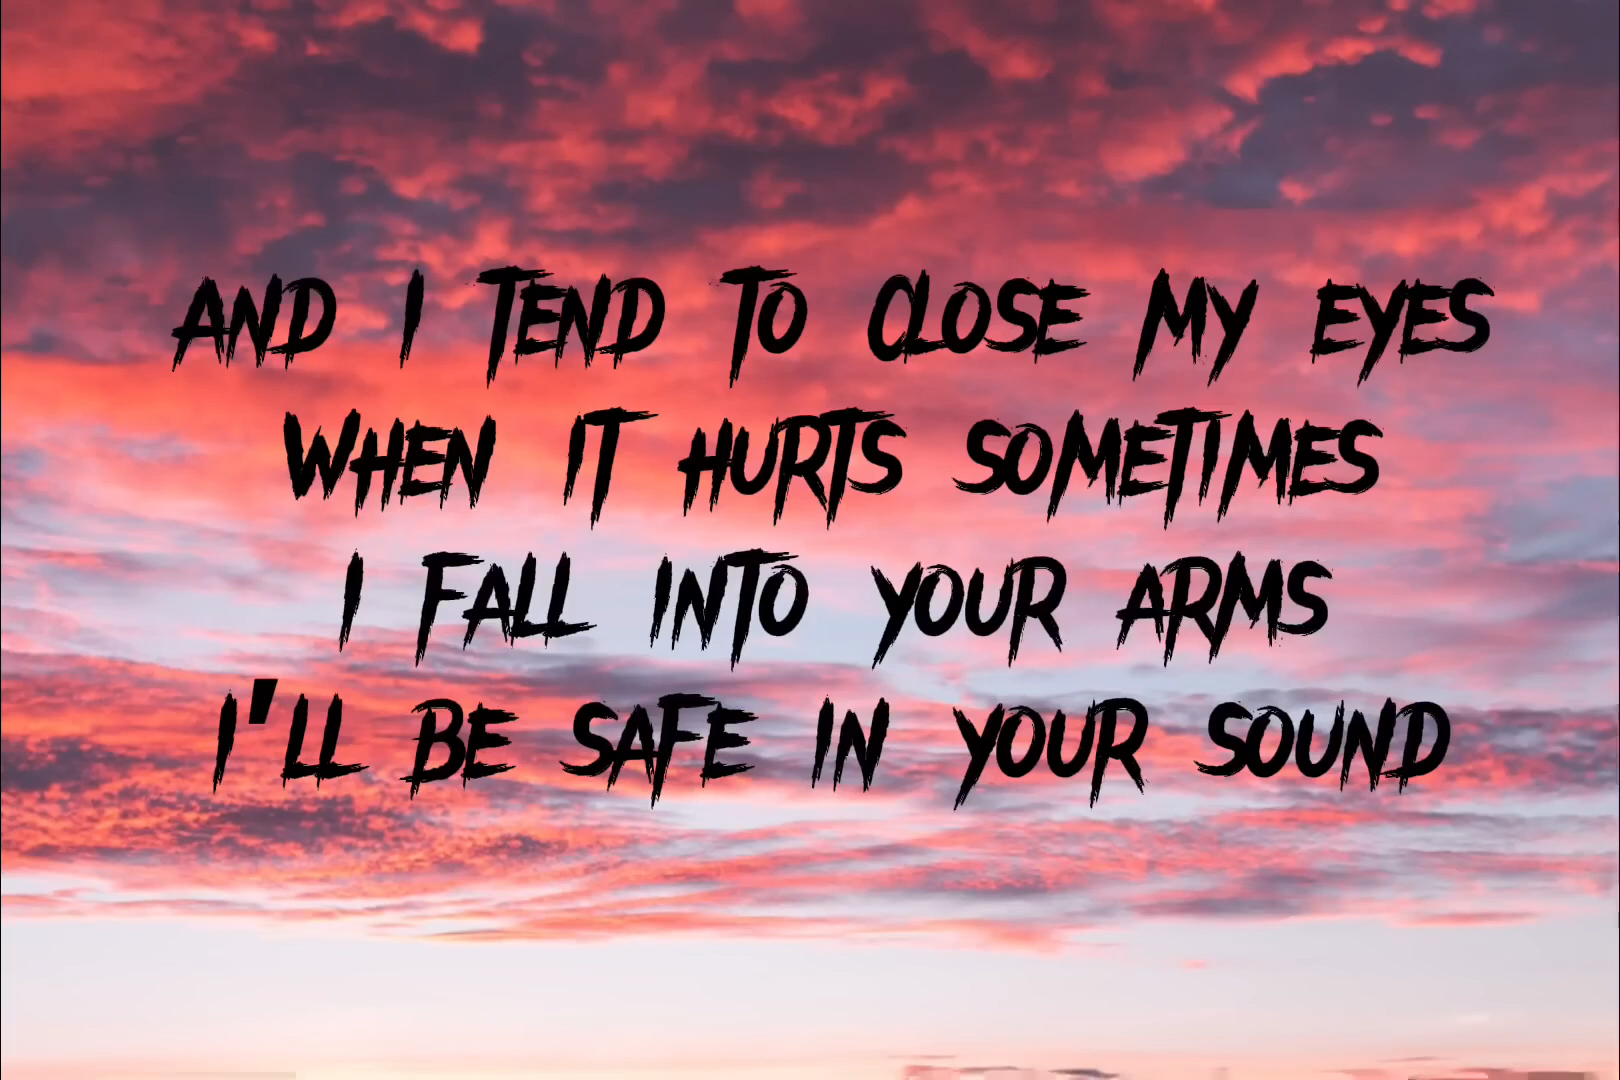 AND I TEND TO CLOSE MY EYES
WHEN IT HURTS SOMETIMES
I FALL INTO YOUR ARMS
I'LL BE SAFE IN YOUR SOUND